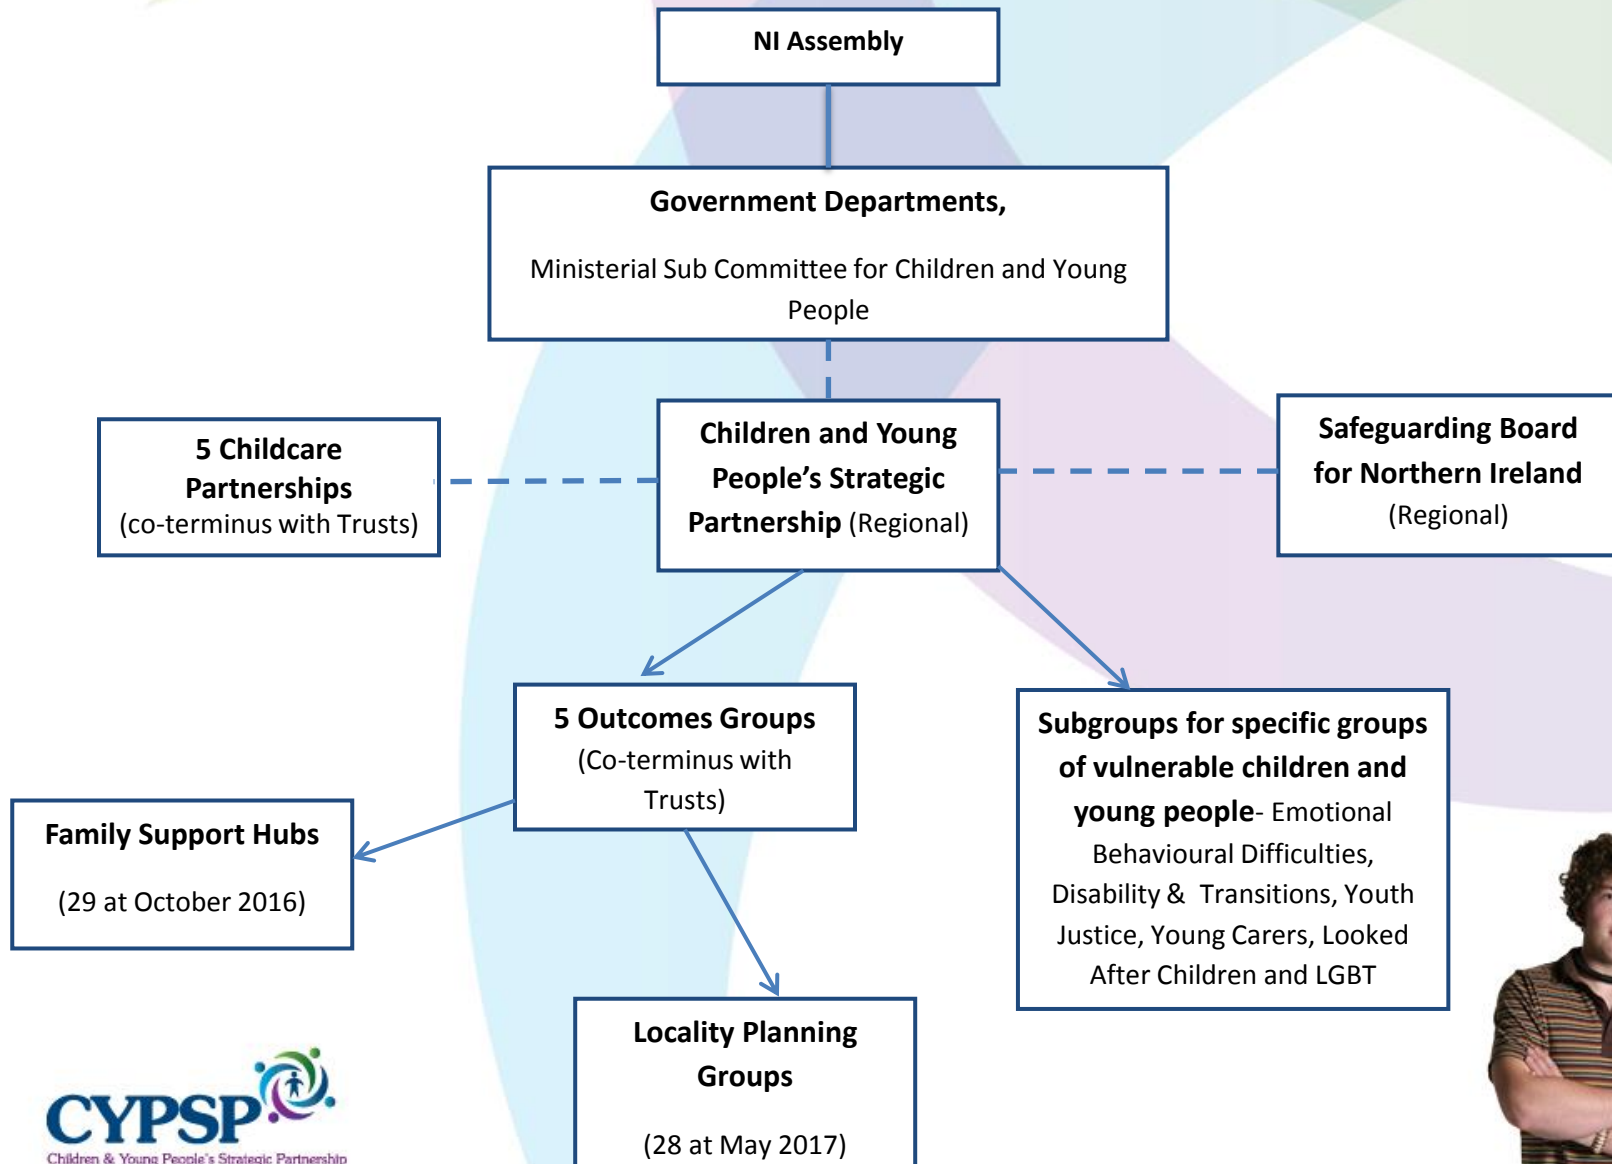 NI Assembly
Government Departments,
Ministerial Sub Committee for Children and Young
People
5 Childcare
Partnerships
(co-terminus with Trusts)
Children and Young
People’s Strategic
Partnership (Regional)
Safeguarding Board
for Northern Ireland
(Regional)
5 Outcomes Groups
(Co-terminus with
Trusts)
Subgroups for specific groups
of vulnerable children and
young people- Emotional
Behavioural Difficulties,
Disability &  Transitions, Youth
Justice, Young Carers, Looked
After Children and LGBT
Family Support Hubs
(29 at October 2016)
Locality Planning
Groups
(28 at May 2017)
CYPSP
Children & Young People's Strategic Partnership